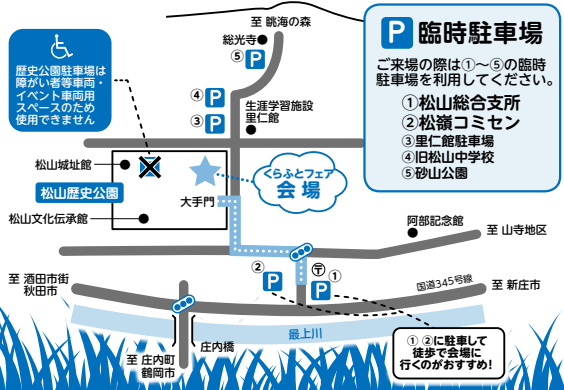 至 眺海の森
総光寺
⑤ P
P 臨時駐車場
ご来場の際は①〜⑤の臨時
駐車場を利用してください。
①松山総合支所
②松嶺コミセン
③里仁館駐車場
④旧松山中学校
⑤砂山公園
歴史公園駐車場は
障がい者等車両・
イベント車両用
スペースのため
使用できません
④ P
③ P
生涯学習施設
里仁館
松山城址館
松山歴史公園
松山文化伝承館
くらふとフェア
会場
大手門
阿部記念館
至 山寺地区
② P
〒 ①
P
国道345号線
至 新庄市
至 酒田市街
秋田市
最上川
庄内橋
至 庄内町
鶴岡市
① ②に駐車して
徒歩で会場に
行くのがおすすめ!